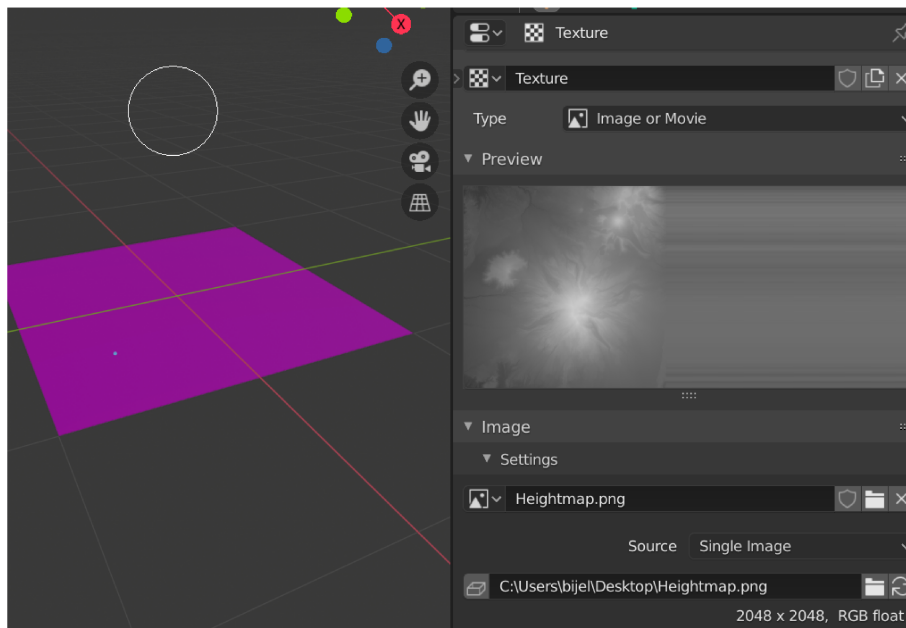 X
Texture
Texture
Type Image or Movie
Preview
Image
Settings
Heightmap.png
Source Single Image
C:\Users\bijel\Desktop\Heightmap.png
2048 x 2048, RGB float